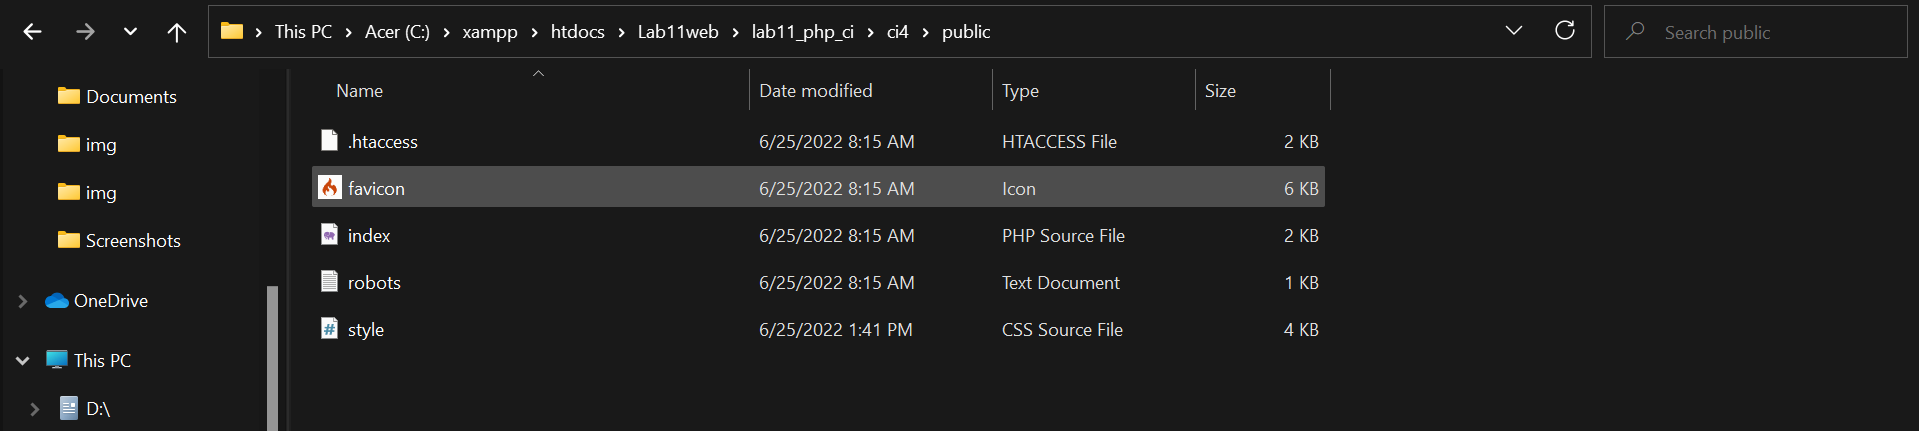 This PC > Acer (C:) > xampp > htdocs > Lab11web > lab11_php_ci > ci4 > public
Search public
Documents
img
img
Screenshots
OneDrive
This PC
D:\
Name Date modified Type Size
.htaccess 6/25/2022 8:15 AM HTACCESS File 2 KB
favicon 6/25/2022 8:15 AM Icon 6 KB
index 6/25/2022 8:15 AM PHP Source File 2 KB
robots 6/25/2022 8:15 AM Text Document 1 KB
style 6/25/2022 1:41 PM CSS Source File 4 KB